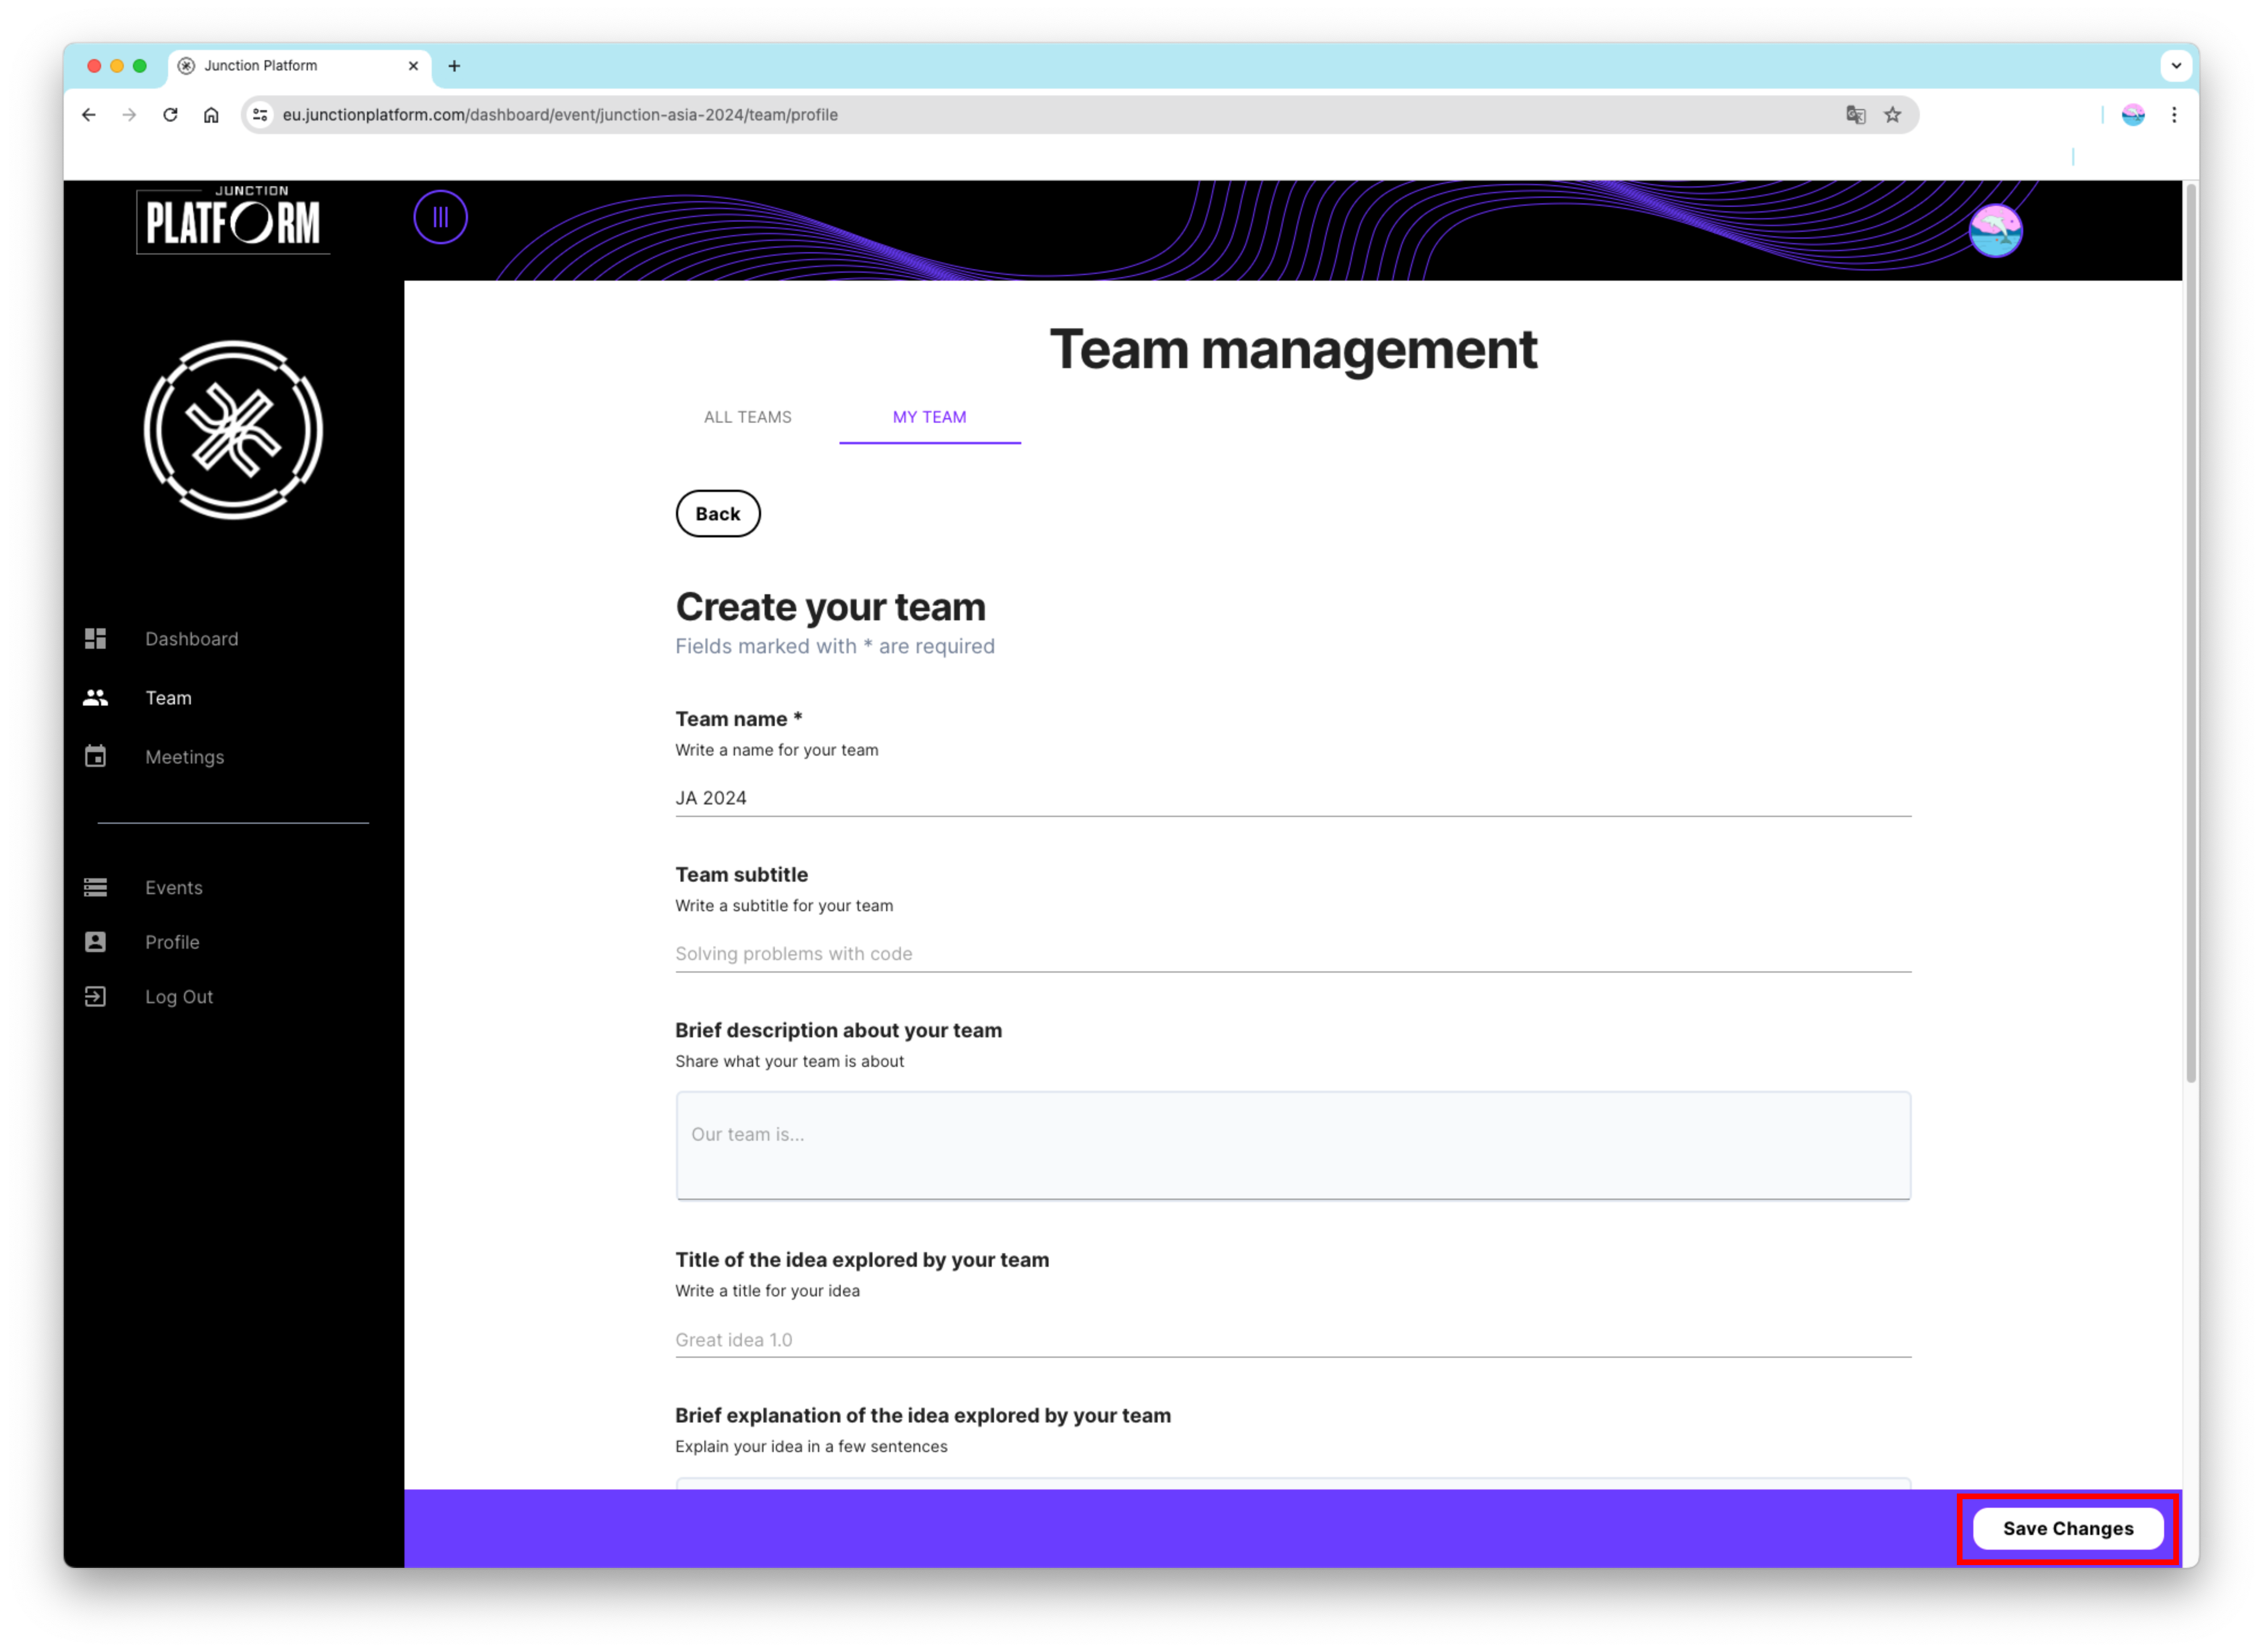 Junction Platform
eu.junctionplatform.com/dashboard/event/junction-asia-2024/team/profile
JUNCTION
PLATFORM
Team management
ALL TEAMS
MY TEAM
Back
Create your team
Fields marked with * are required
Dashboard
Team
Meetings
Events
Profile
Log Out
Team name *
Write a name for your team
JA 2024
Team subtitle
Write a subtitle for your team
Solving problems with code
Brief description about your team
Share what your team is about
Our team is...
Title of the idea explored by your team
Write a title for your idea
Great idea 1.0
Brief explanation of the idea explored by your team
Explain your idea in a few sentences
Save Changes